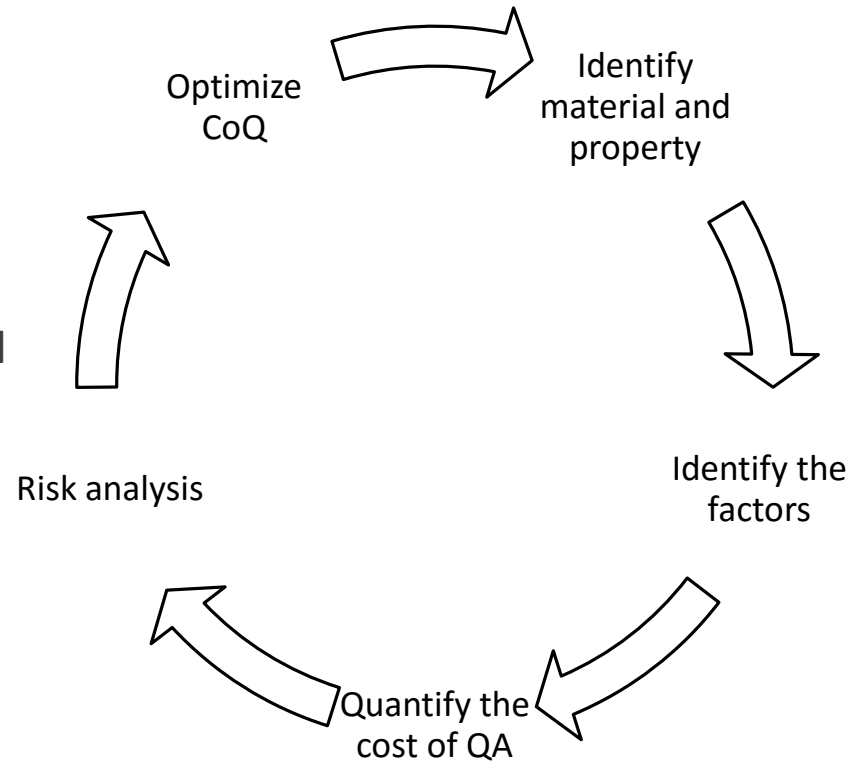 Optimize
CoQ
Identify
material and
property
Identify the
factors
Quantify the
cost of QA
Risk analysis